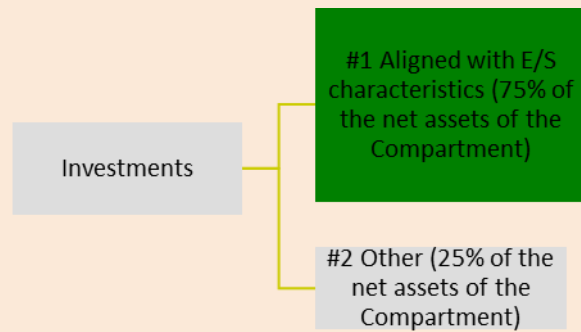 Investments
#1 Aligned with E/S
characteristics (75% of
the net assets of the
Compartment)
#2 Other (25% of the
net assets of the
Compartment)